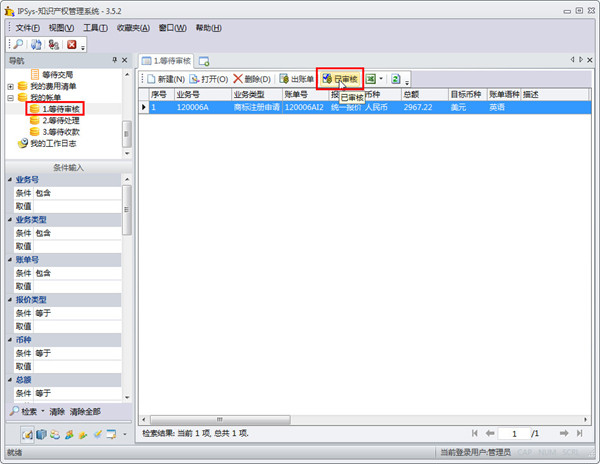 IPSys-知识产权管理系统 - 3.5.2
文件(F) 视图(V) 工具(T) 收藏夹(A) 窗口(W) 帮助(H)
导航
等待交局
我的费用清单
我的帐单
1.等待审核
2.等待处理
3.等待收款
我的工作日志
条件输入
业务号
条件 包含
取值
业务类型
条件 包含
取值
账单号
条件 包含
取值
报价类型
条件 等于
取值
币种
条件 等于
取值
总额
条件 等于
检索 清除 清除全部
1.等待审核
新建(N) 打开(O) 删除(D) 出账单 已审核
已审核
序号 业务号 业务类型 账单号 报 币种 总额 目标币种 账单语种 描述
1 120006A 商标注册申请 120006AI2 统一报价 人民币 2967.22 美元 英语
检索结果: 当前 1 项, 总共 1 项.
1 /1
就绪
当前登录用户:管理员 CAP NUM SCRL